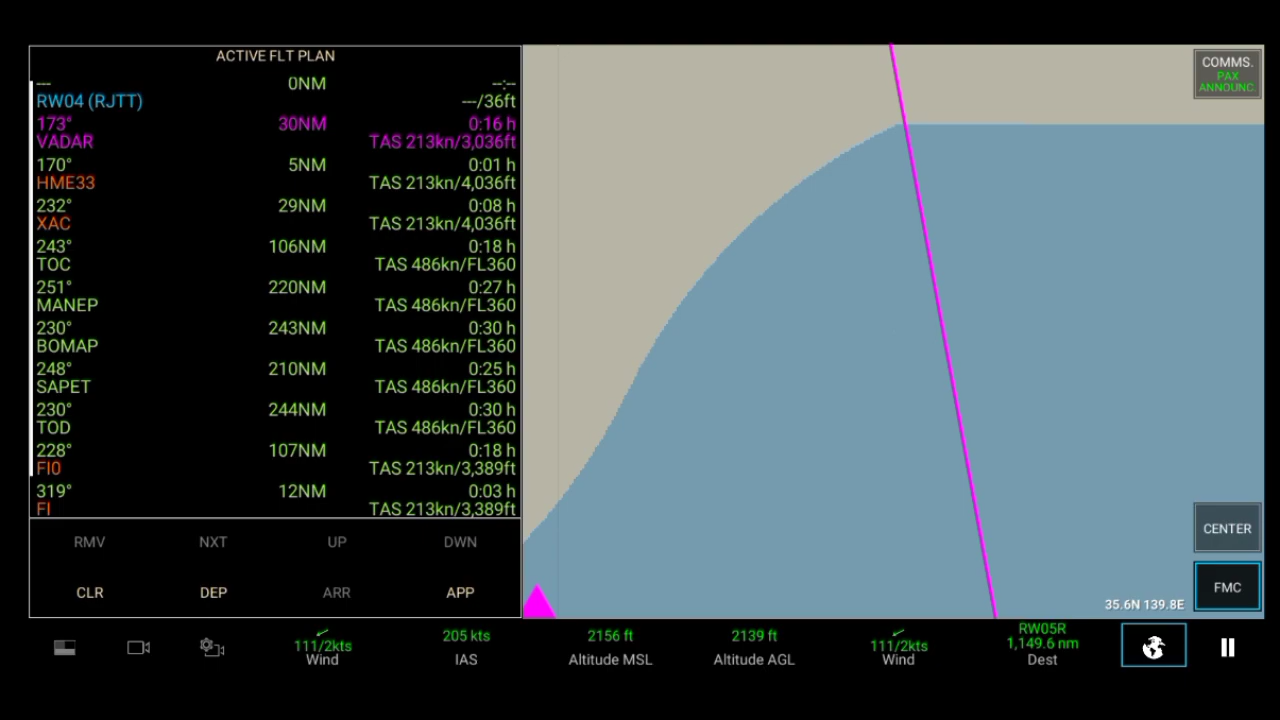 ACTIVE FLT PLAN
--- 0NM --:--
RW04 (RJTT) ---/36ft
173° 30NM 0:16 h
VADAR TAS 213kn/3,036ft
170° 5NM 0:01 h
HME33 TAS 213kn/4,036ft
232° 29NM 0:08 h
XAC TAS 213kn/4,036ft
243° 106NM 0:18 h
TOC TAS 486kn/FL360
251° 220NM 0:27 h
MANEP TAS 486kn/FL360
230° 243NM 0:30 h
BOMAP TAS 486kn/FL360
248° 210NM 0:25 h
SAPET TAS 486kn/FL360
230° 244NM 0:30 h
TOD TAS 486kn/FL360
228° 107NM 0:18 h
FI0 TAS 213kn/3,389ft
319° 12NM 0:03 h
FI TAS 213kn/3,389ft
RMV NXT UP DWN
CLR DEP ARR APP
COMMS.
PAX
ANNOUNC.
CENTER
FMC
35.6N 139.8E
111/2kts
Wind
205 kts
IAS
2156 ft
Altitude MSL
2139 ft
Altitude AGL
111/2kts
Wind
RW05R
1,149.6 nm
Dest